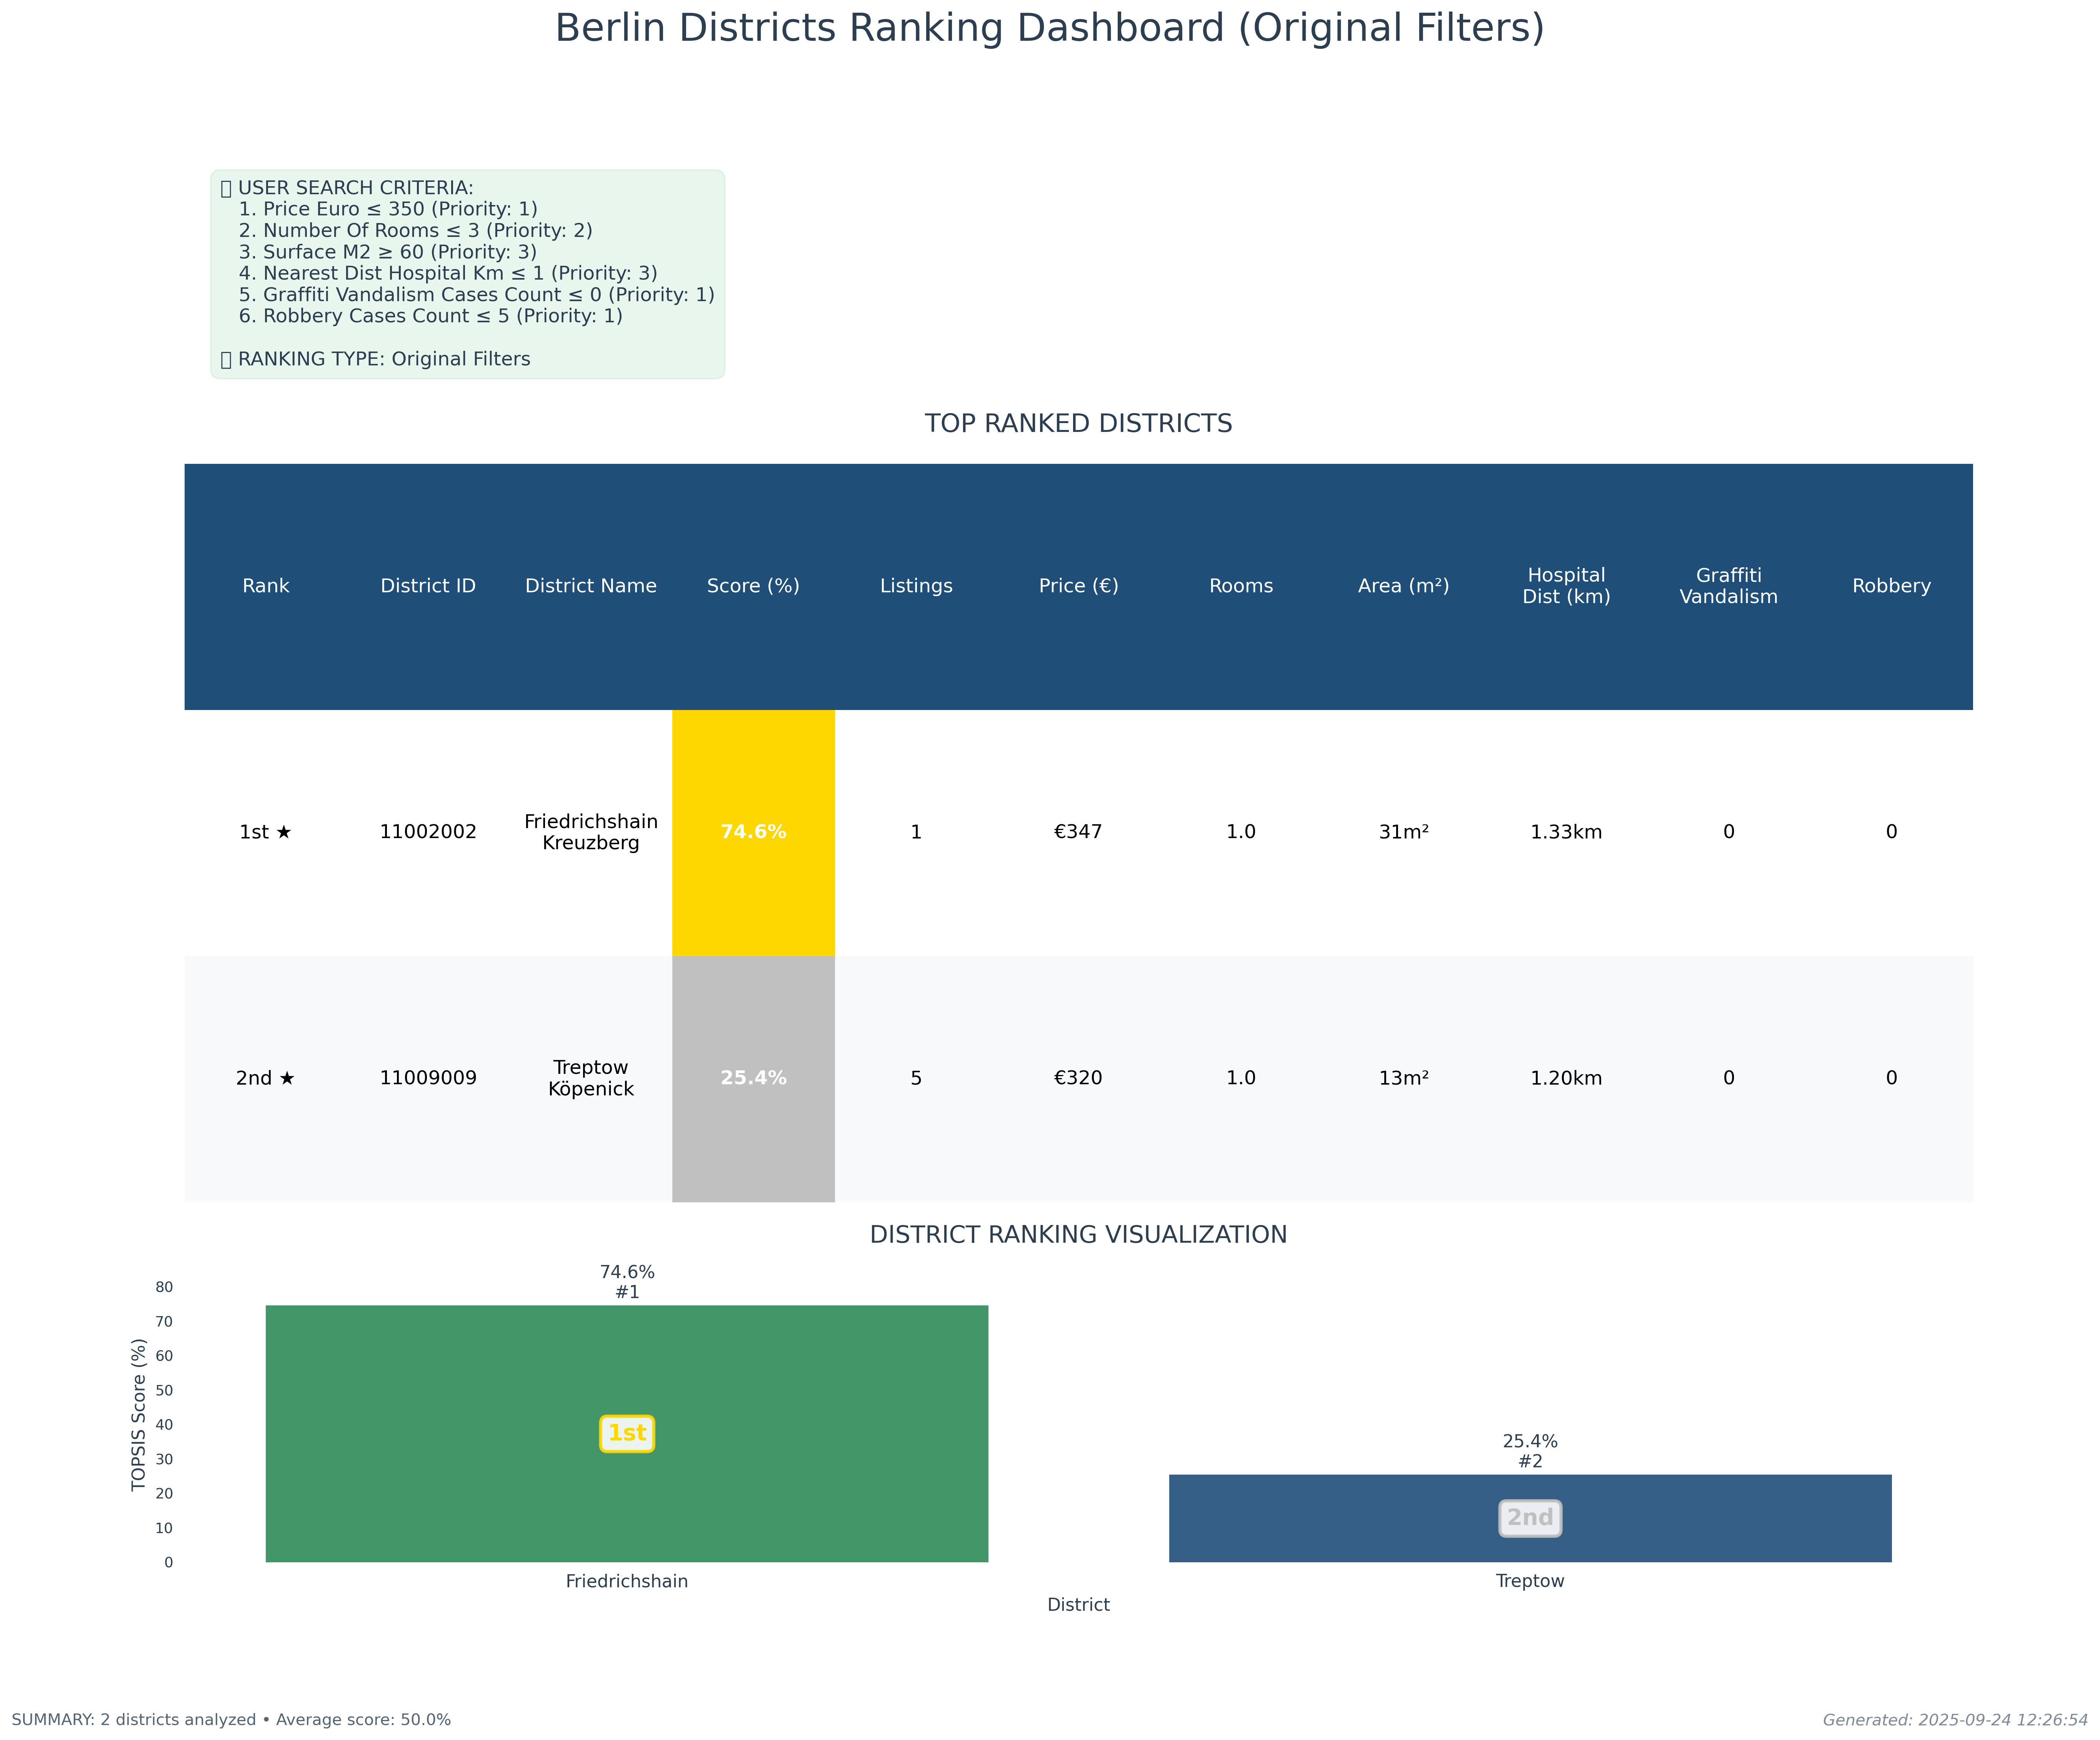 Berlin Districts Ranking Dashboard (Original Filters)
USER SEARCH CRITERIA:
1. Price Euro ≤ 350 (Priority: 1)
2. Number Of Rooms ≤ 3 (Priority: 2)
3. Surface M2 ≥ 60 (Priority: 3)
4. Nearest Dist Hospital Km ≤ 1 (Priority: 3)
5. Graffiti Vandalism Cases Count ≤ 0 (Priority: 1)
6. Robbery Cases Count ≤ 5 (Priority: 1)
RANKING TYPE: Original Filters
TOP RANKED DISTRICTS
Rank District ID District Name Score (%) Listings Price (€) Rooms Area (m²) Hospital Dist (km) Graffiti Vandalism Robbery
1st ★ 11002002 Friedrichshain Kreuzberg 74.6% 1 €347 1.0 31m² 1.33km 0 0
2nd ★ 11009009 Treptow Köpenick 25.4% 5 €320 1.0 13m² 1.20km 0 0
DISTRICT RANKING VISUALIZATION
TOPSIS Score (%)
80
70
60
50
40
30
20
10
0
74.6%
#1
1st
25.4%
#2
2nd
Friedrichshain Treptow
District
SUMMARY: 2 districts analyzed • Average score: 50.0%
Generated: 2025-09-24 12:26:54